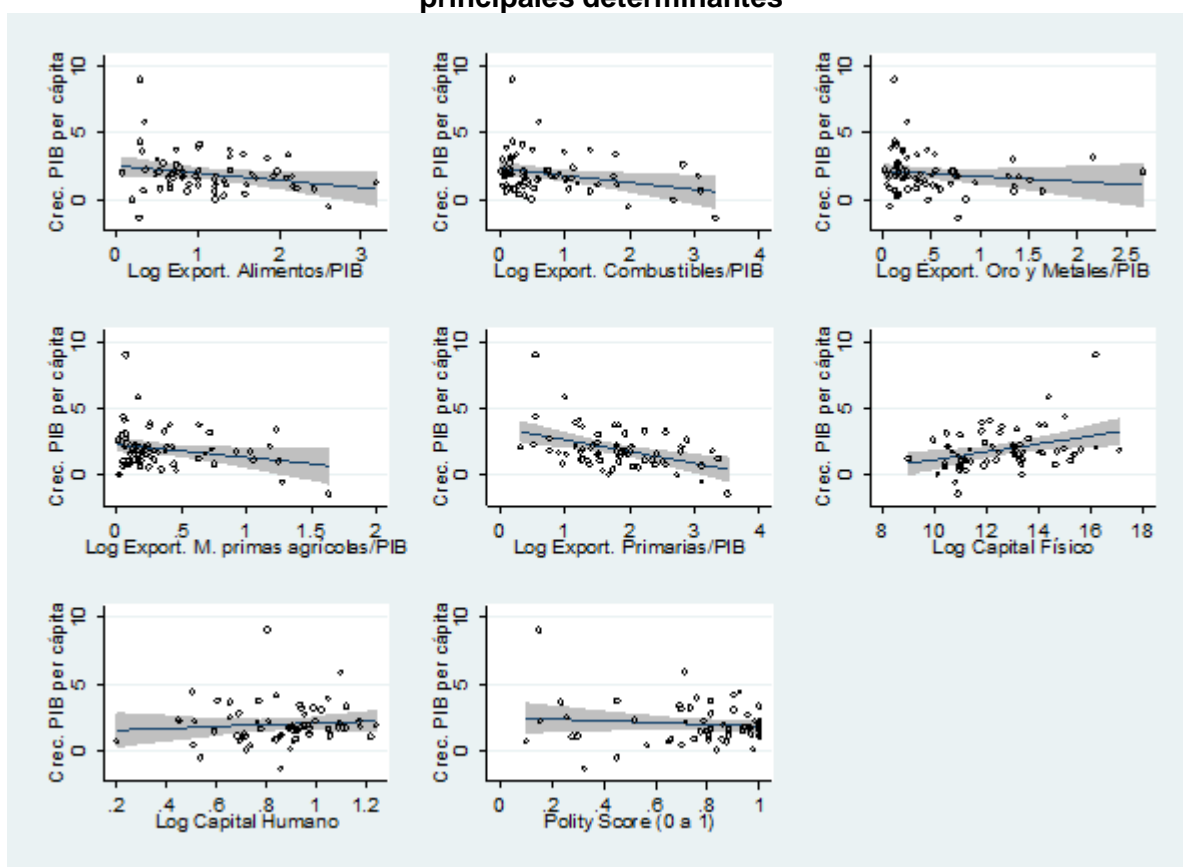 principales determinantes
Crec. PIB per cápita
0 5 10
0 1 2 3
Log Export. Alimentos/PIB
Crec. PIB per cápita
0 5 10
0 1 2 3 4
Log Export. Combustibles/PIB
Crec. PIB per cápita
0 5 10
0 .5 1 1.5 2 2.5
Log Export. Oro y Metales/PIB
Crec. PIB per cápita
0 5 10
0 .5 1 1.5 2
Log Export. M. primas agrícolas/PIB
Crec. PIB per cápita
0 5 10
0 1 2 3 4
Log Export. Primarias/PIB
Crec. PIB per cápita
0 5 10
8 10 12 14 16 18
Log Capital Físico
Crec. PIB per cápita
0 5 10
.2 .4 .6 .8 1 1.2
Log Capital Humano
Crec. PIB per cápita
0 5 10
0 .2 .4 .6 .8 1
Polity Score (0 a 1)